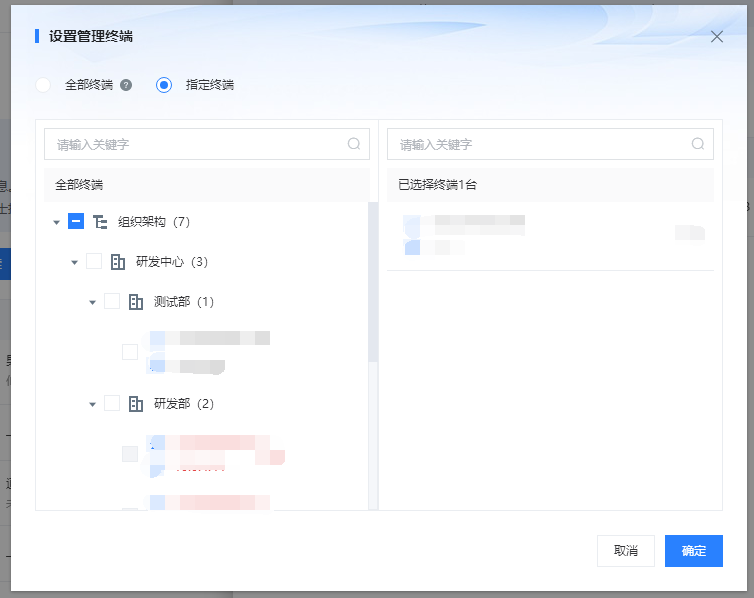 设置管理终端
全部终端 ? 指定终端
请输入关键字
请输入关键字
全部终端
已选择终端1台
组织架构（7）
研发中心（3）
测试部（1）
研发部（2）
取消
确定